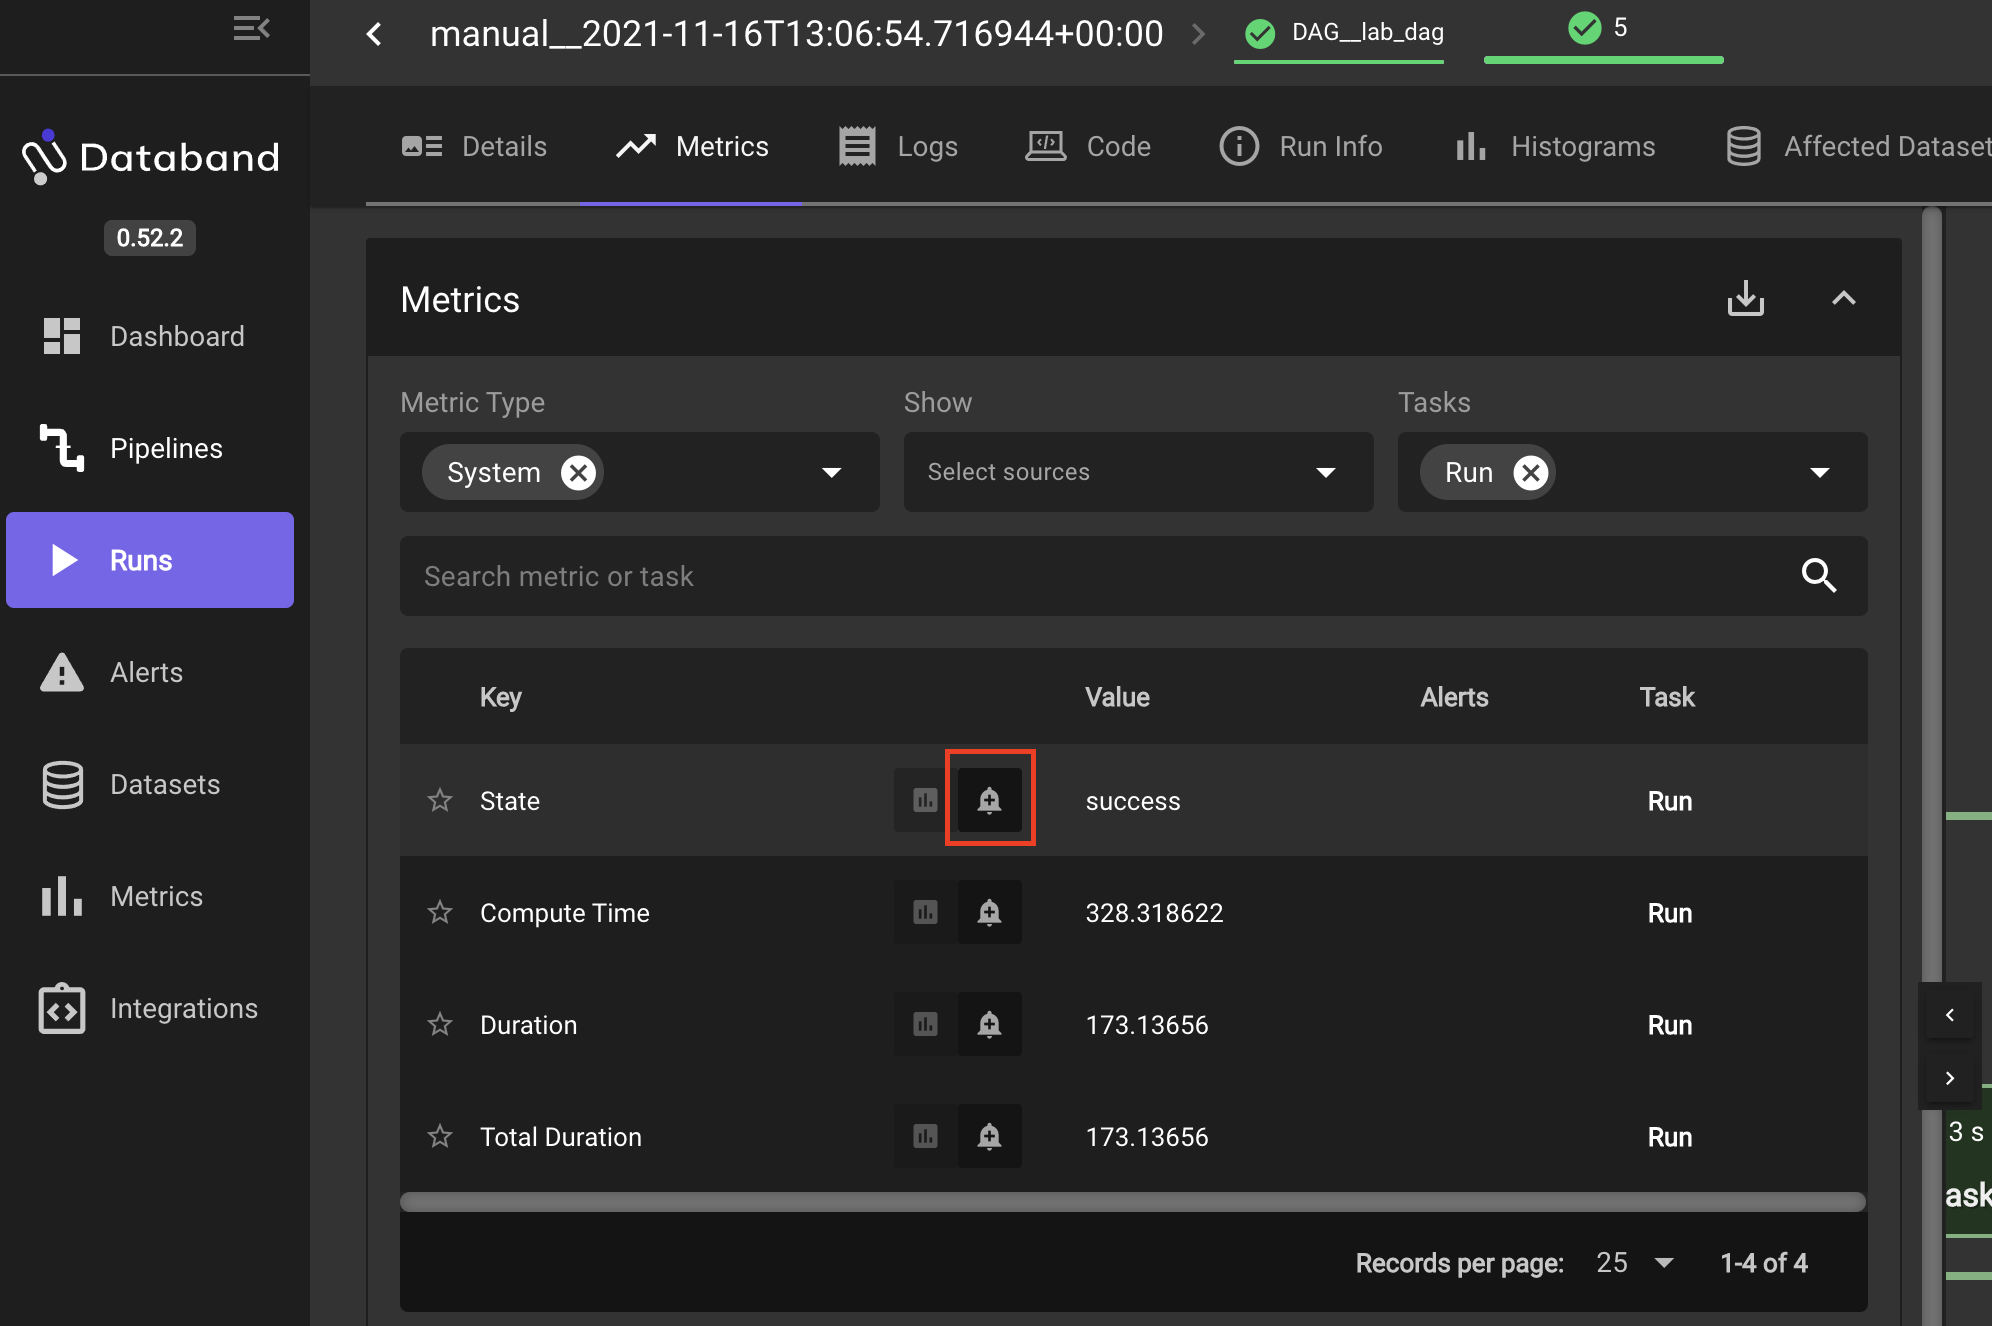 manual__2021-11-16T13:06:54.716944+00:00
DAG__lab_dag
5
Databand
0.52.2
Details
Metrics
Logs
Code
Run Info
Histograms
Affected Dataset
Dashboard
Pipelines
Runs
Alerts
Datasets
Metrics
Integrations
Metrics
Metric Type
Show
Tasks
System
Select sources
Run
Search metric or task
Key Value Alerts Task
State success Run
Compute Time 328.318622 Run
Duration 173.13656 Run
Total Duration 173.13656 Run
Records per page: 25 1-4 of 4
3 s
ask